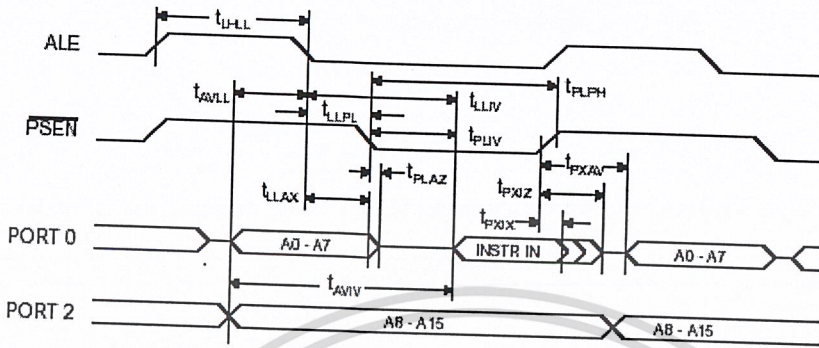 tLHLL
ALE
tAVLL
tLLIV
tPLPH
tLLPL
PSEN
tPLIV
tPXAV
tPLAZ
tLLAX
tPXIZ
tPXIX
PORT 0
A0 - A7
INSTR IN
A0 - A7
tAVIV
PORT 2
A8 - A15
A8 - A15